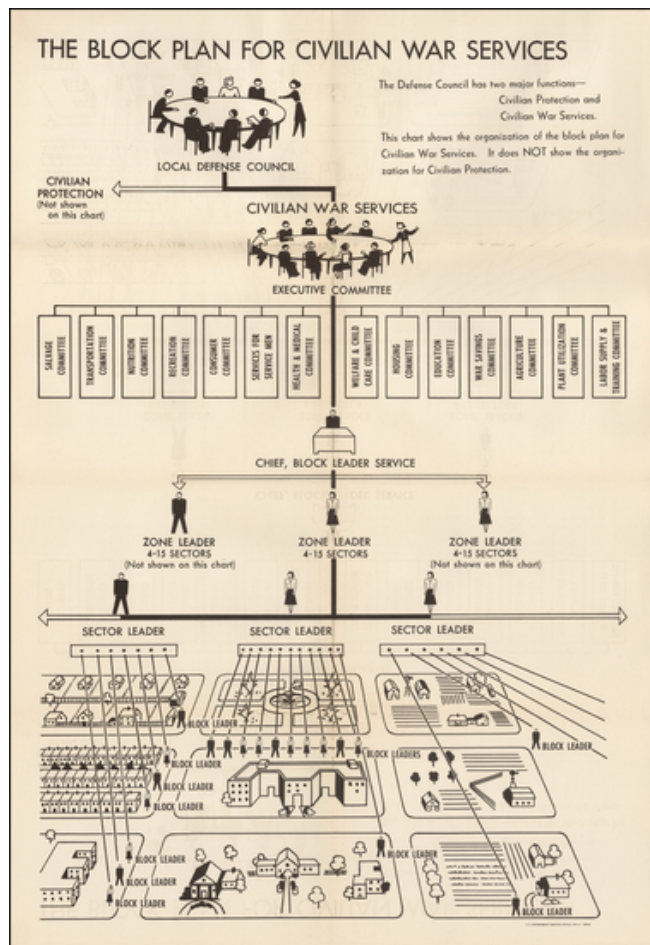 THE BLOCK PLAN FOR CIVILIAN WAR SERVICES
The Defense Council has two major functions—
Civilian Protection and
Civilian War Services.
This chart shows the organization of the block plan for
Civilian War Services. It does NOT show the organi-
zation for Civilian Protection.
LOCAL DEFENSE COUNCIL
CIVILIAN
PROTECTION
(Not shown
on this chart)
CIVILIAN WAR SERVICES
EXECUTIVE COMMITTEE
SALVAGE
COMMITTEE
TRANSPORTATION
COMMITTEE
NUTRITION
COMMITTEE
RECREATION
COMMITTEE
CONSUMER
COMMITTEE
SERVICES FOR
SERVICE MEN
HEALTH & MEDICAL
COMMITTEE
WELFARE & CHILD
CARE COMMITTEE
HOUSING
COMMITTEE
EDUCATION
COMMITTEE
WAR SAVINGS
COMMITTEE
AGRICULTURE
COMMITTEE
PLANT UTILIZATION
COMMITTEE
LABOR SUPPLY &
TRAINING COMMITTEE
CHIEF, BLOCK LEADER SERVICE
ZONE LEADER
4-15 SECTORS
(Not shown on this chart)
ZONE LEADER
4-15 SECTORS
ZONE LEADER
4-15 SECTORS
(Not shown on this chart)
SECTOR LEADER
SECTOR LEADER
SECTOR LEADER
BLOCK LEADER
BLOCK LEADER
BLOCK LEADERS
BLOCK LEADER
BLOCK LEADER
BLOCK LEADER
BLOCK LEADER
BLOCK LEADER
BLOCK LEADER
BLOCK LEADER
BLOCK LEADER